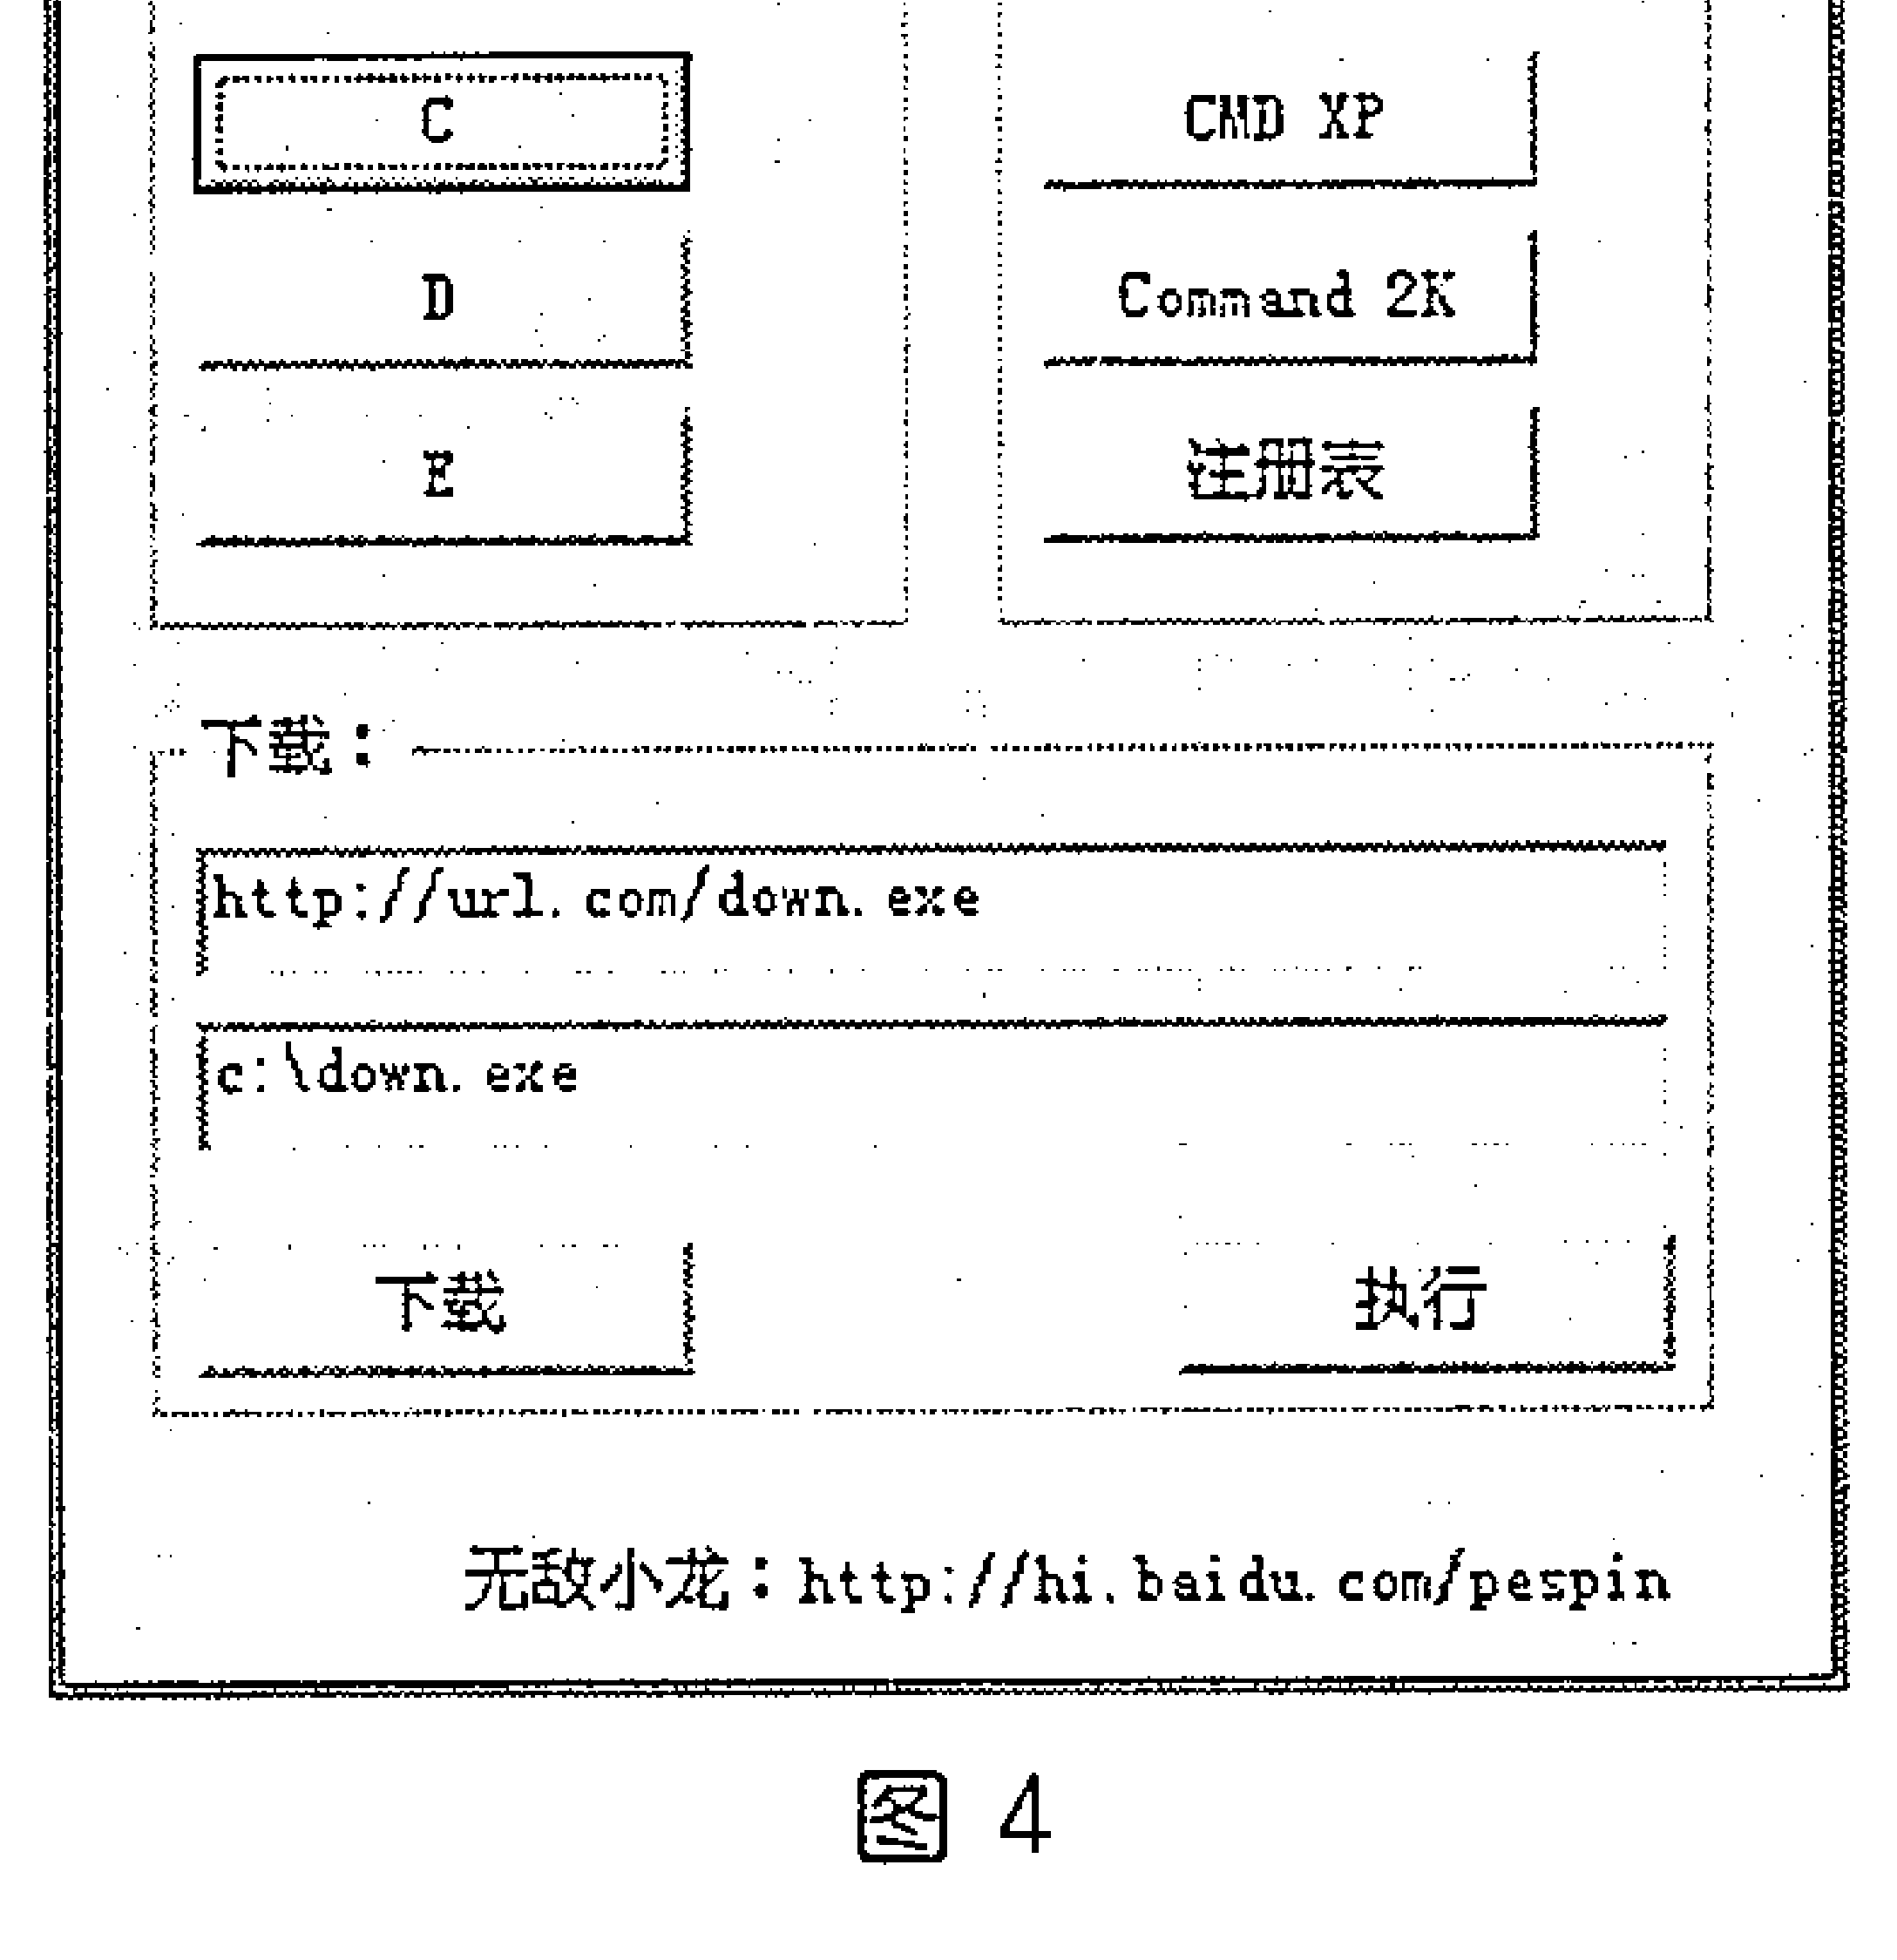 C
D
E
CMD XP
Command 2K
注册表
下载：
http://url.com/down.exe
c:\down.exe
下载
执行
无敌小龙：http://hi.baidu.com/pespin
图 4